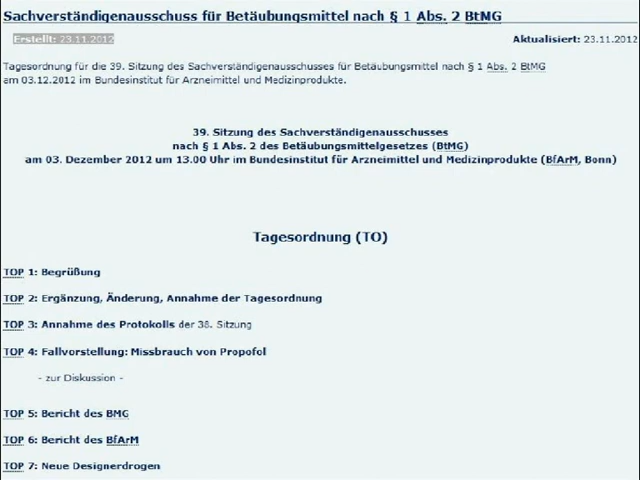 Sachverständigenausschuss für Betäubungsmittel nach § 1 Abs. 2 BtMG
Erstellt: 23.11.2012 Aktualisiert: 23.11.2012
Tagesordnung für die 39. Sitzung des Sachverständigenausschusses für Betäubungsmittel nach § 1 Abs. 2 BtMG
am 03.12.2012 im Bundesinstitut für Arzneimittel und Medizinprodukte.
39. Sitzung des Sachverständigenausschusses
nach § 1 Abs. 2 des Betäubungsmittelgesetzes (BtMG)
am 03. Dezember 2012 um 13.00 Uhr im Bundesinstitut für Arzneimittel und Medizinprodukte (BfArM, Bonn)
Tagesordnung (TO)
TOP 1: Begrüßung
TOP 2: Ergänzung, Änderung, Annahme der Tagesordnung
TOP 3: Annahme des Protokolls der 38. Sitzung
TOP 4: Fallvorstellung: Missbrauch von Propofol
- zur Diskussion -
TOP 5: Bericht des BMG
TOP 6: Bericht des BfArM
TOP 7: Neue Designerdrogen